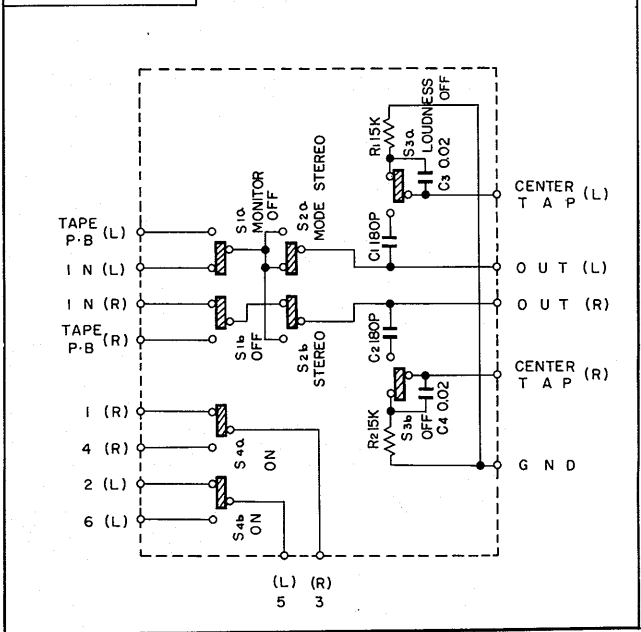 R1 15K
S3a
LOUDNESS
OFF
C3 0.02
CENTER
TAP (L)
S1a
MONITOR
OFF
S2a
MODE STEREO
C1 180P
TAPE
P·B (L)
IN (L)
OUT (L)
IN (R)
OUT (R)
TAPE
P·B (R)
S1b
OFF
S2b
STEREO
C2 180P
CENTER
TAP (R)
R2 15K
S3b
OFF
C4 0.02
1 (R)
4 (R)
S4a
ON
GND
2 (L)
6 (L)
S4b
ON
(L) (R)
5 3